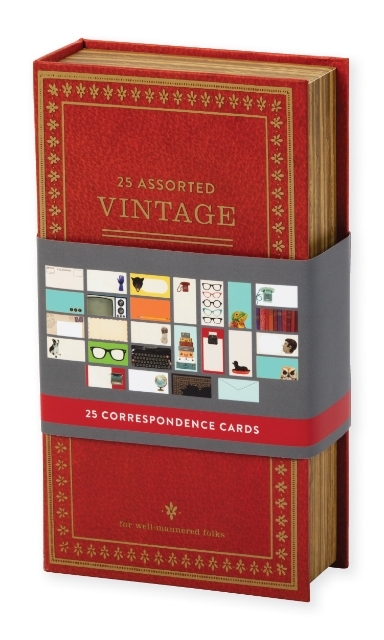 25 ASSORTED
VINTAGE
25 CORRESPONDENCE CARDS
for well-mannered folks